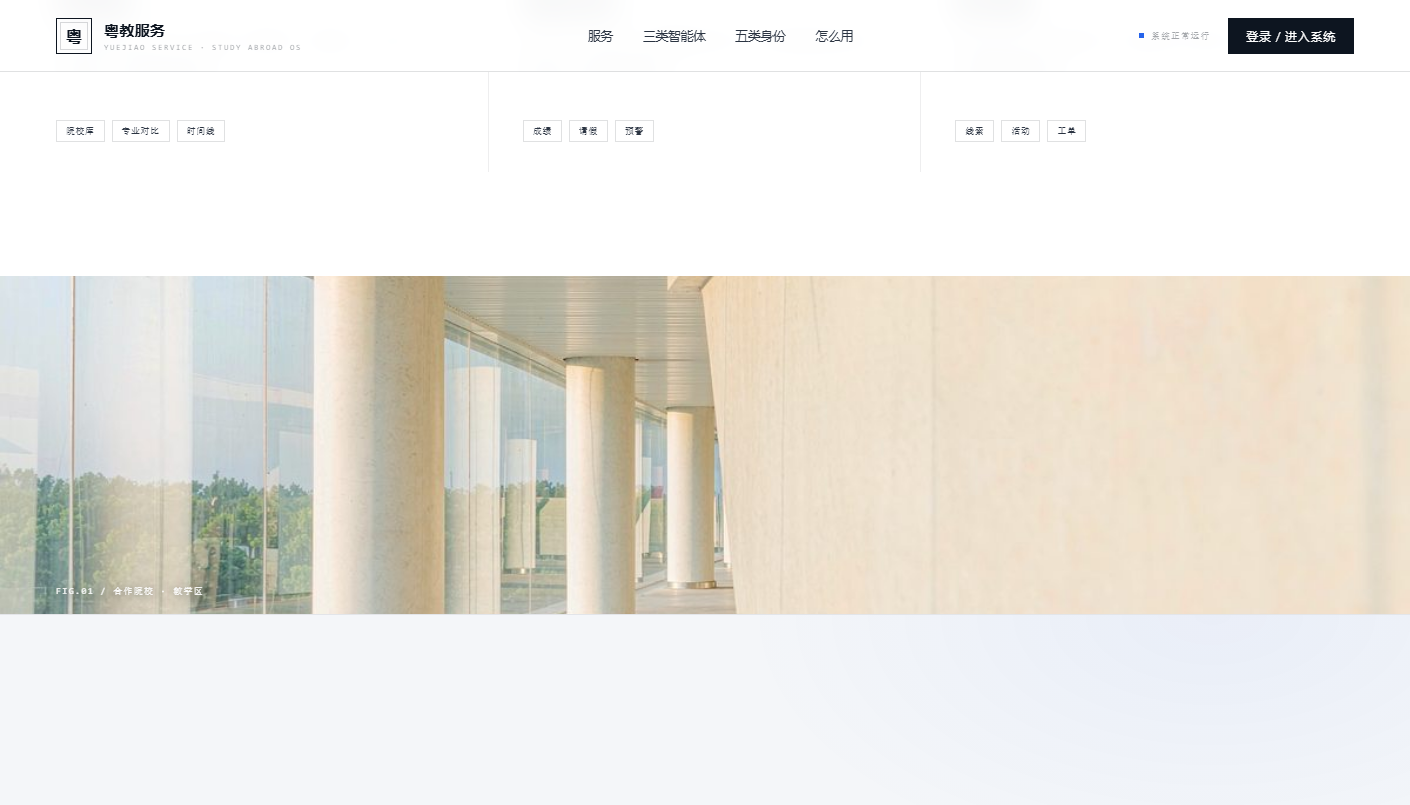 粤
粤教服务
YUEJIAO SERVICE · STUDY ABROAD OS
服务 三类智能体 五类身份 怎么用
系统正常运行
登录 / 进入系统
院校库 专业对比 时间线
成绩 请假 预警
线索 活动 工单
FIG.01 / 合作院校 · 教学区